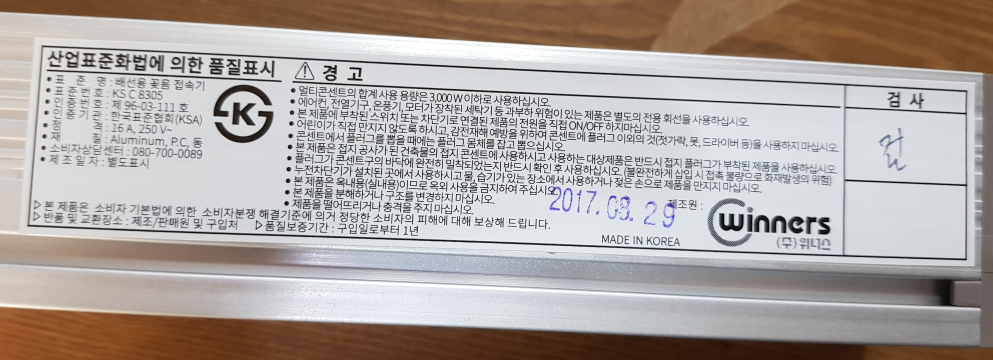 산업표준화법에 의한 품질표시
• 표 준 명 : 배선용 꽂음 접속기
• 표준번호 : KS C 8305
• 인증번호 : 제 96-03-111 호
• 인증기관 : 한국표준협회(KSA)
• 정 격 : 16 A, 250 V~
• 재 질 : Aluminum, P.C, 동
• 소비자상담센터 : 080-700-0089
• 제 조 일 자 : 별도표시
⚠ 경 고
• 멀티콘센트의 합계 사용 용량은 3,000 W 이하로 사용하십시오.
• 에어컨, 전열기구, 온풍기, 모터가 장착된 세탁기 등 과부하 위험이 있는 제품은 별도의 전용 회선을 사용하십시오.
• 본 제품에 부착된 스위치 또는 차단기로 연결된 제품의 전원을 직접 ON/OFF 하지마십시오.
• 어린이가 직접 만지지 않도록 하시고, 감전재해 예방을 위하여 콘센트에 플러그 이외의 것(젓가락, 못, 드라이버 등)을 사용하지 마십시오.
• 콘센트에서 플러그를 뽑을 때에는 플러그 몸체를 잡고 뽑으십시오.
• 본 제품은 접지 공사가 된 건축물의 접지 콘센트에 사용하시고 사용하는 대상제품은 반드시 접지 플러그가 부착된 제품을 사용하십시오.
• 플러그가 콘센트구의 바닥에 완전히 밀착되었는지 반드시 확인 후 사용하십시오. (불완전하게 삽입 시 접촉 불량으로 화재발생의 위험)
• 누전차단기가 설치된 곳에서 사용하시고 물, 습기가 있는 장소에서 사용하거나 젖은 손으로 제품을 만지지 마십시오.
• 본 제품은 옥내용(실내용)이므로 옥외 사용을 금지하여 주십시오.
• 본 제품을 분해하거나 구조를 변경하지 마십시오.
• 제품을 떨어뜨리거나 충격을 주지 마십시오.
▷ 본 제품은 소비자 기본법에 의한 소비자분쟁 해결기준에 의거 정당한 소비자의 피해에 대해 보상해 드립니다.
▷ 반품 및 교환장소 : 제조/판매원 및 구입처 ▷ 품질보증기간 : 구입일로부터 1년
2017.08.29
제조원 :
winners
(주)위너스
MADE IN KOREA
검 사